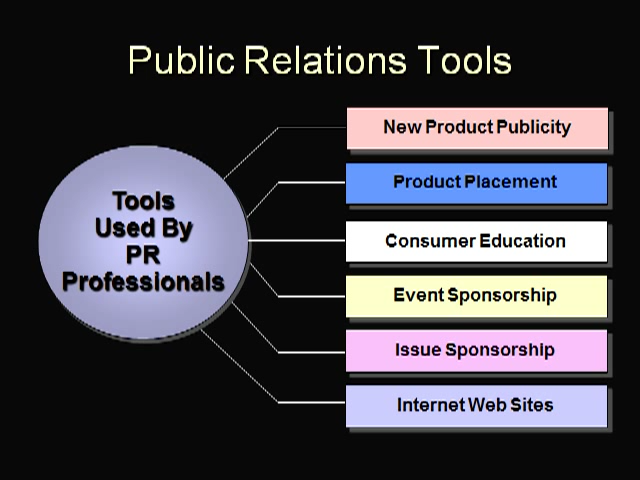 Public Relations Tools
Tools
Used By
PR
Professionals
New Product Publicity
Product Placement
Consumer Education
Event Sponsorship
Issue Sponsorship
Internet Web Sites